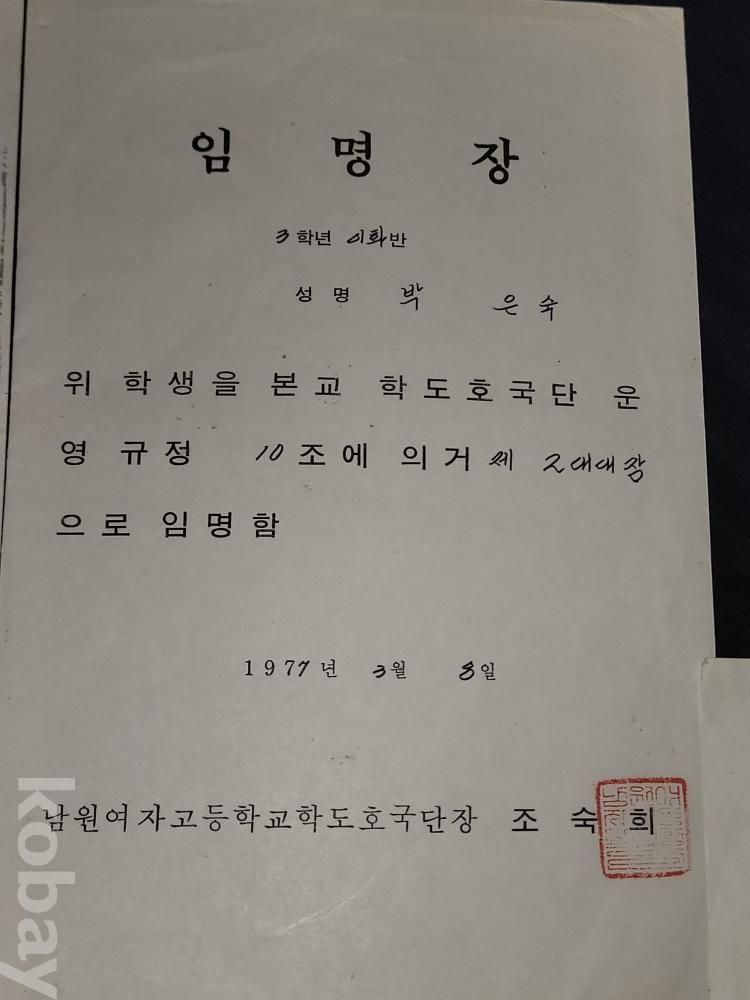 임 명 장
3학년 이화반
성 명 박 은 숙
위 학생을 본교 학도호국단 운
영 규정 10조에 의거 제 2대대장
으로 임명함
1977년 3월 8일
남원여자고등학교학도호국단장 조 숙 희
kobay